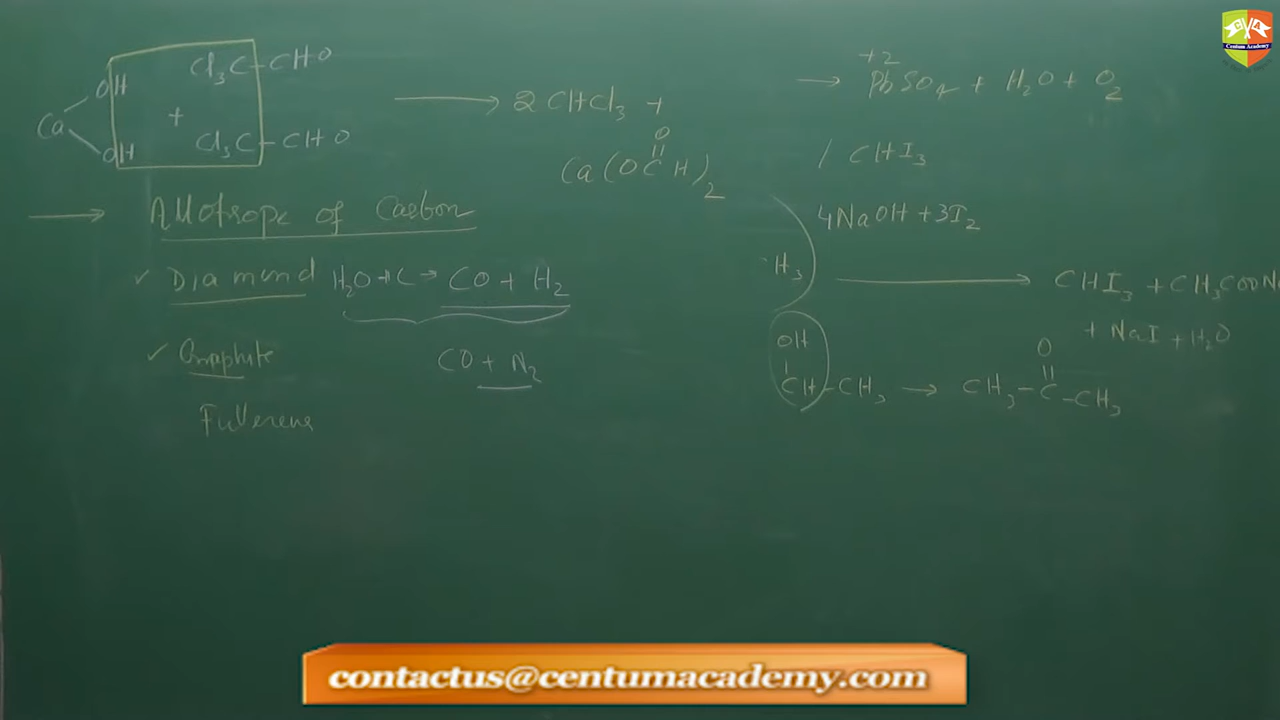 OH Cl3C-CHO
Ca +
OH Cl3C-CHO
→ 2CHCl3 +
O
Ca(OCH)2
→ Allotrope of Carbon
✓ Diamond H2O + C → CO + H2
✓ Graphite CO + N2
Fullerene
+2
→ PbSO4 + H2O + O2
/ CHI3
4NaOH + 3I2
H3 → CHI3 + CH3COONa
+ NaI + H2O
OH O
CH-CH3 → CH3-C-CH3
C A
Centum Academy
contactus@centumacademy.com